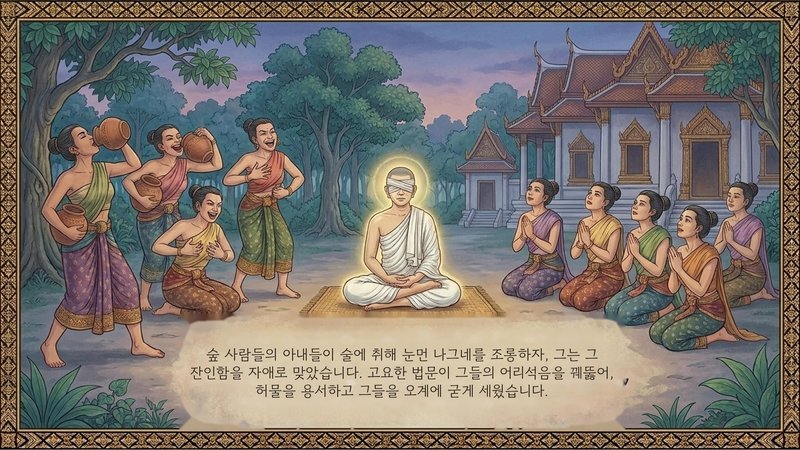 숲 사람들의 아내들이 술에 취해 눈먼 나그네를 조롱하자, 그는 그
잔인함을 자애로 맞았습니다. 고요한 법문이 그들의 어리석음을 꿰뚫어,
허물을 용서하고 그들을 오계에 굳게 세웠습니다.